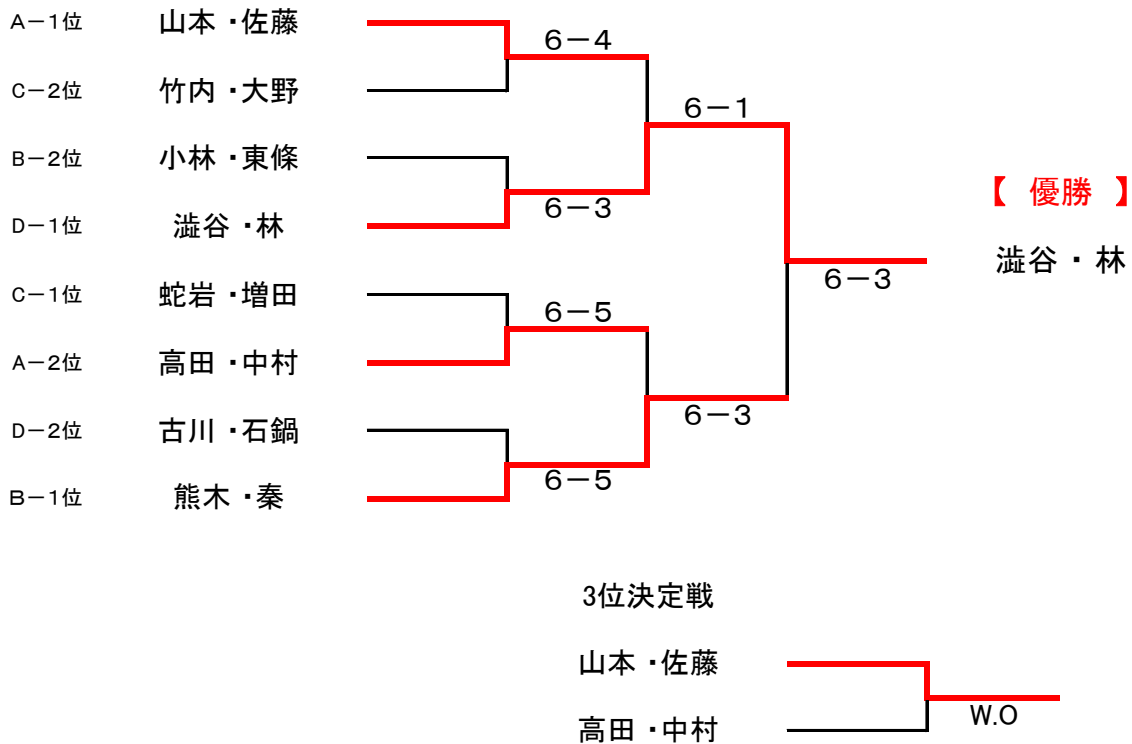 A－1位 山本・佐藤
6－4
C－2位 竹内・大野
6－1
B－2位 小林・東條
【 優勝 】
6－3
D－1位 澁谷・林
澁谷・林
6－3
C－1位 蛇岩・増田
6－5
A－2位 高田・中村
6－3
D－2位 古川・石鍋
6－5
B－1位 熊木・秦
3位決定戦
山本・佐藤
W.O
高田・中村